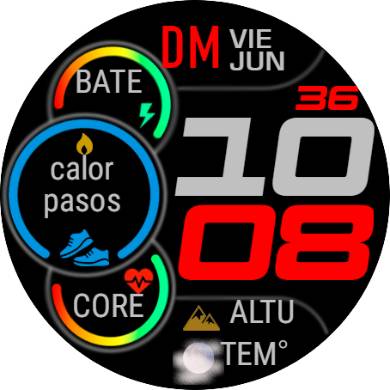 DM VIE
JUN
BATE
36
10
calor
pasos
08
CORE
ALTU
TEM°